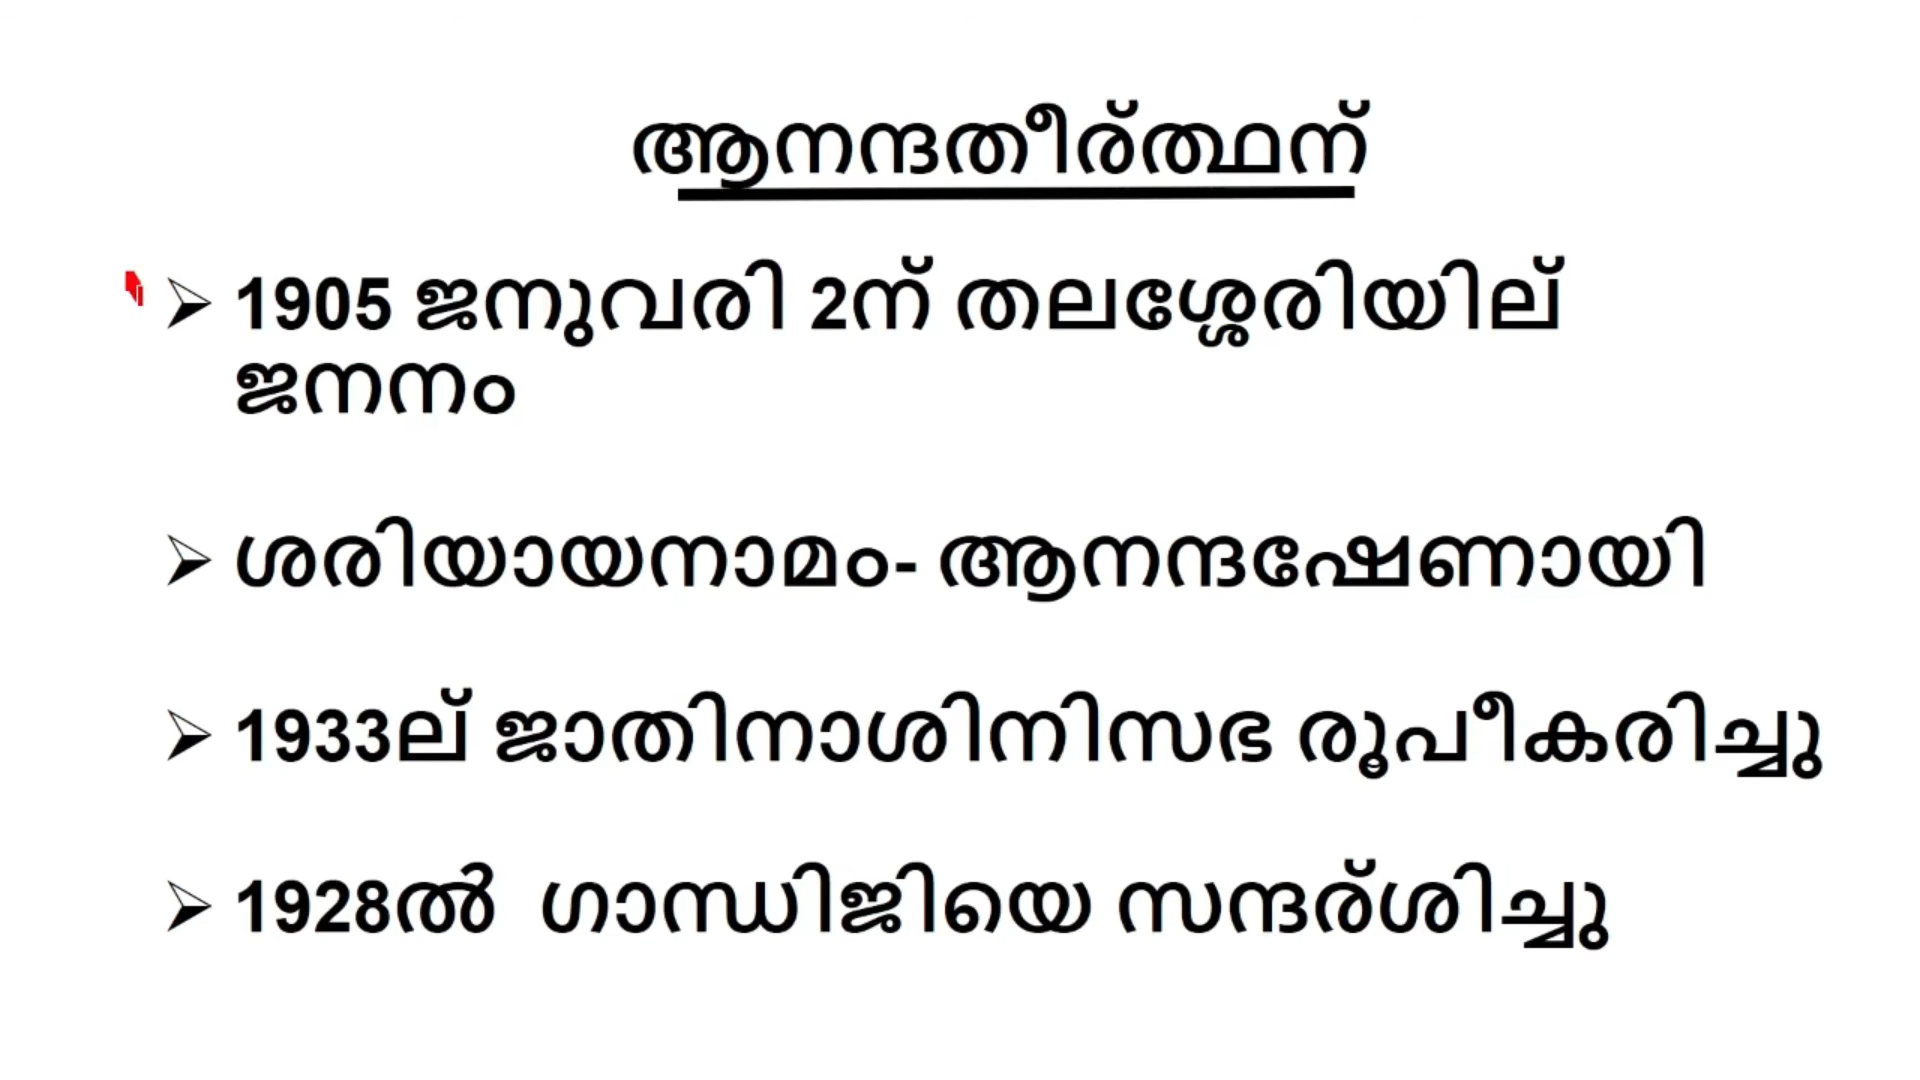 ആനന്ദതീര്ത്ഥന്
➢ 1905 ജനുവരി 2ന് തലശ്ശേരിയില്
ജനനം
➢ ശരിയായനാമം- ആനന്ദഷേണായി
➢ 1933ല് ജാതിനാശിനിസഭ രൂപീകരിച്ചു
➢ 1928ൽ ഗാന്ധിജിയെ സന്ദര്ശിച്ചു